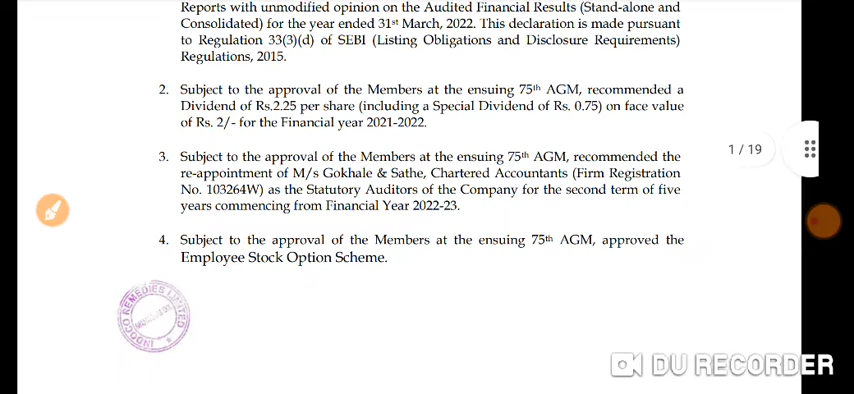 Reports with unmodified opinion on the Audited Financial Results (Stand-alone and
Consolidated) for the year ended 31st March, 2022. This declaration is made pursuant
to Regulation 33(3)(d) of SEBI (Listing Obligations and Disclosure Requirements)
Regulations, 2015.
2. Subject to the approval of the Members at the ensuing 75th AGM, recommended a
Dividend of Rs.2.25 per share (including a Special Dividend of Rs. 0.75) on face value
of Rs. 2/- for the Financial year 2021-2022.
3. Subject to the approval of the Members at the ensuing 75th AGM, recommended the
re-appointment of M/s Gokhale & Sathe, Chartered Accountants (Firm Registration
No. 103264W) as the Statutory Auditors of the Company for the second term of five
years commencing from Financial Year 2022-23.
4. Subject to the approval of the Members at the ensuing 75th AGM, approved the
Employee Stock Option Scheme.
1 / 19
INDOCO REMEDIES LIMITED
DU RECORDER